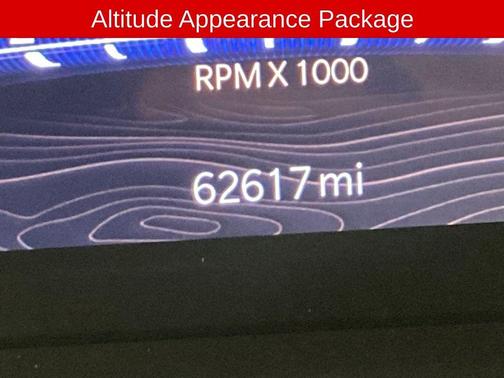 Altitude Appearance Package
RPM X 1000
62617 mi